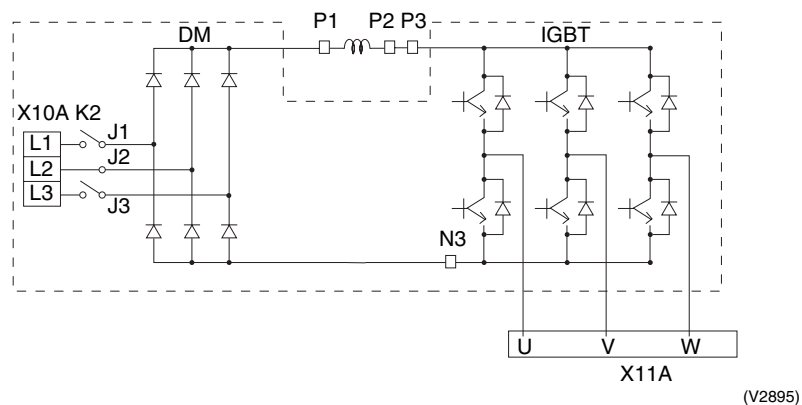 P1 P2 P3
DM IGBT
X10A K2
L1 J1
L2 J2
L3 J3
N3
U V W
X11A
(V2895)